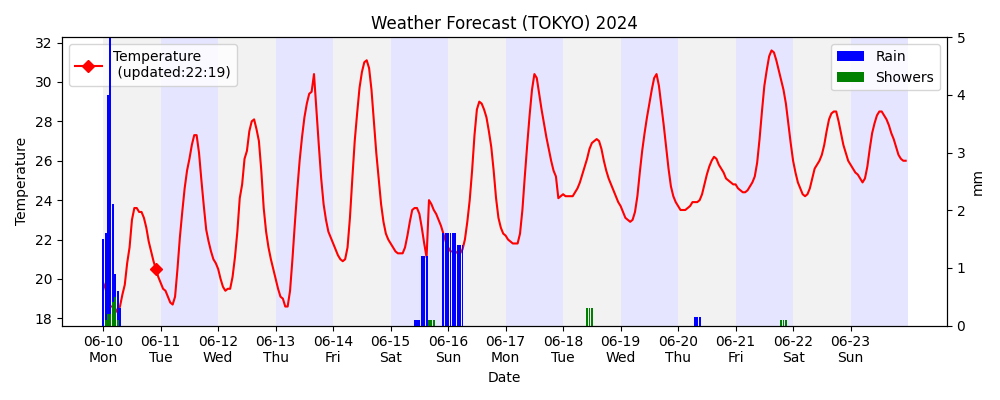 Weather Forecast (TOKYO) 2024
Temperature
(updated:22:19)
Rain
Showers
Temperature
32
30
28
26
24
22
20
18
5
4
3
2
1
0
mm
06-10 06-11 06-12 06-13 06-14 06-15 06-16 06-17 06-18 06-19 06-20 06-21 06-22 06-23
Mon Tue Wed Thu Fri Sat Sun Mon Tue Wed Thu Fri Sat Sun
Date